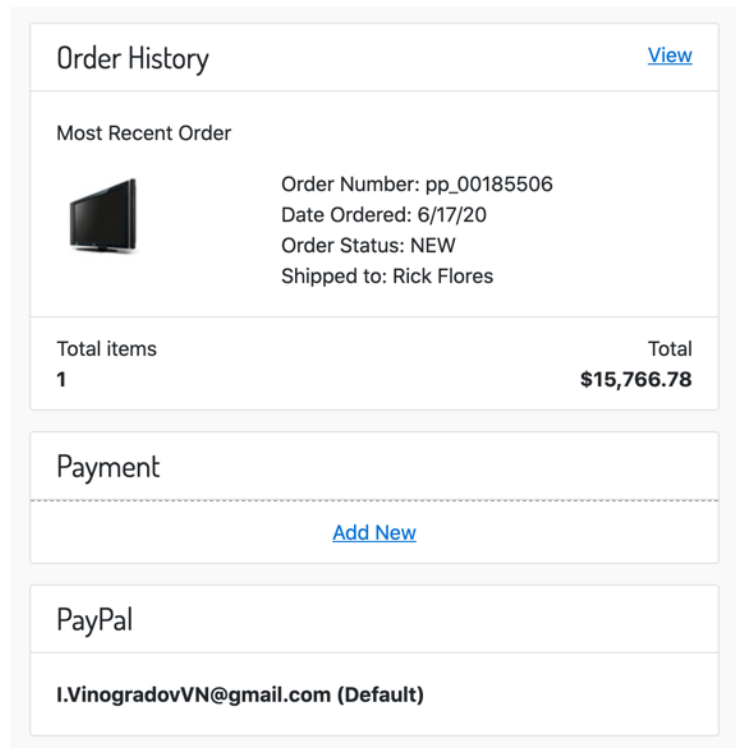 Order History
View
Most Recent Order
Order Number: pp_00185506
Date Ordered: 6/17/20
Order Status: NEW
Shipped to: Rick Flores
Total items
Total
1
$15,766.78
Payment
Add New
PayPal
I.VinogradovVN@gmail.com (Default)